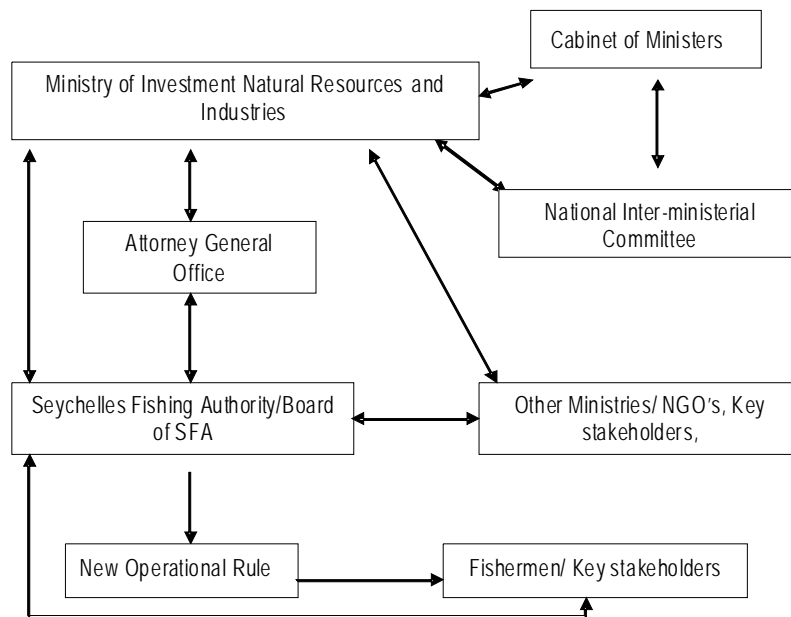 Cabinet of Ministers
Ministry of Investment Natural Resources and
Industries
National Inter-ministerial
Committee
Attorney General
Office
Seychelles Fishing Authority/Board
of SFA
Other Ministries/ NGO's, Key
stakeholders,
New Operational Rule
Fishermen/ Key stakeholders